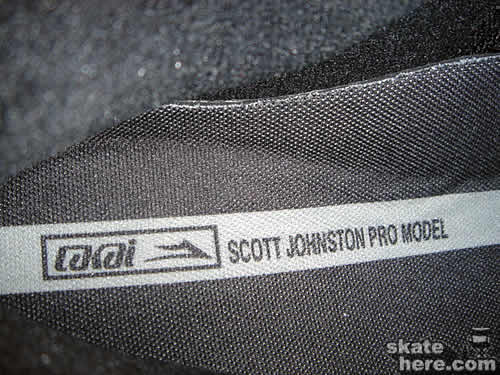 lakai SCOTT JOHNSTON PRO MODEL
skate
here.com